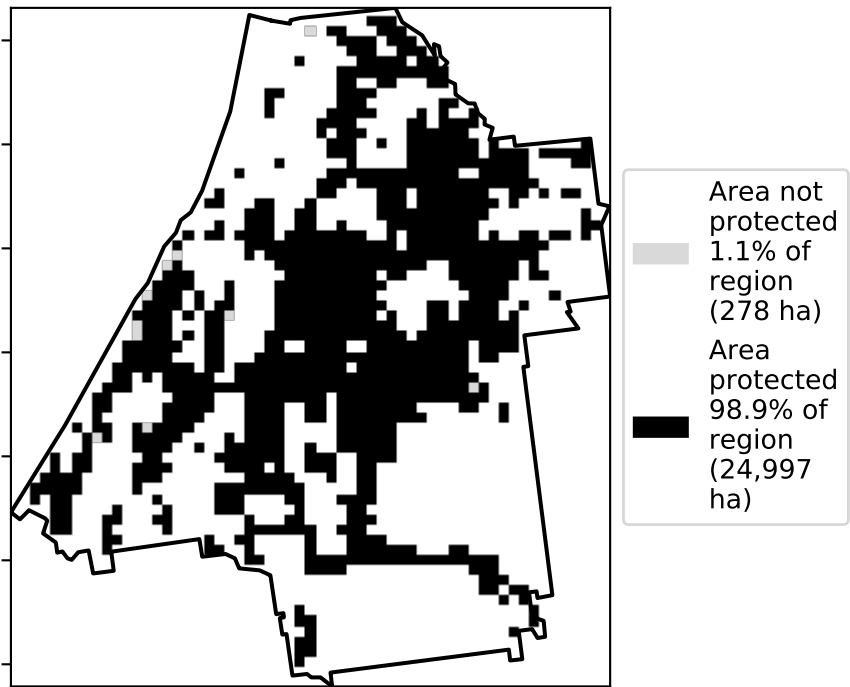 Area not
protected
1.1% of
region
(278 ha)
Area
protected
98.9% of
region
(24,997
ha)